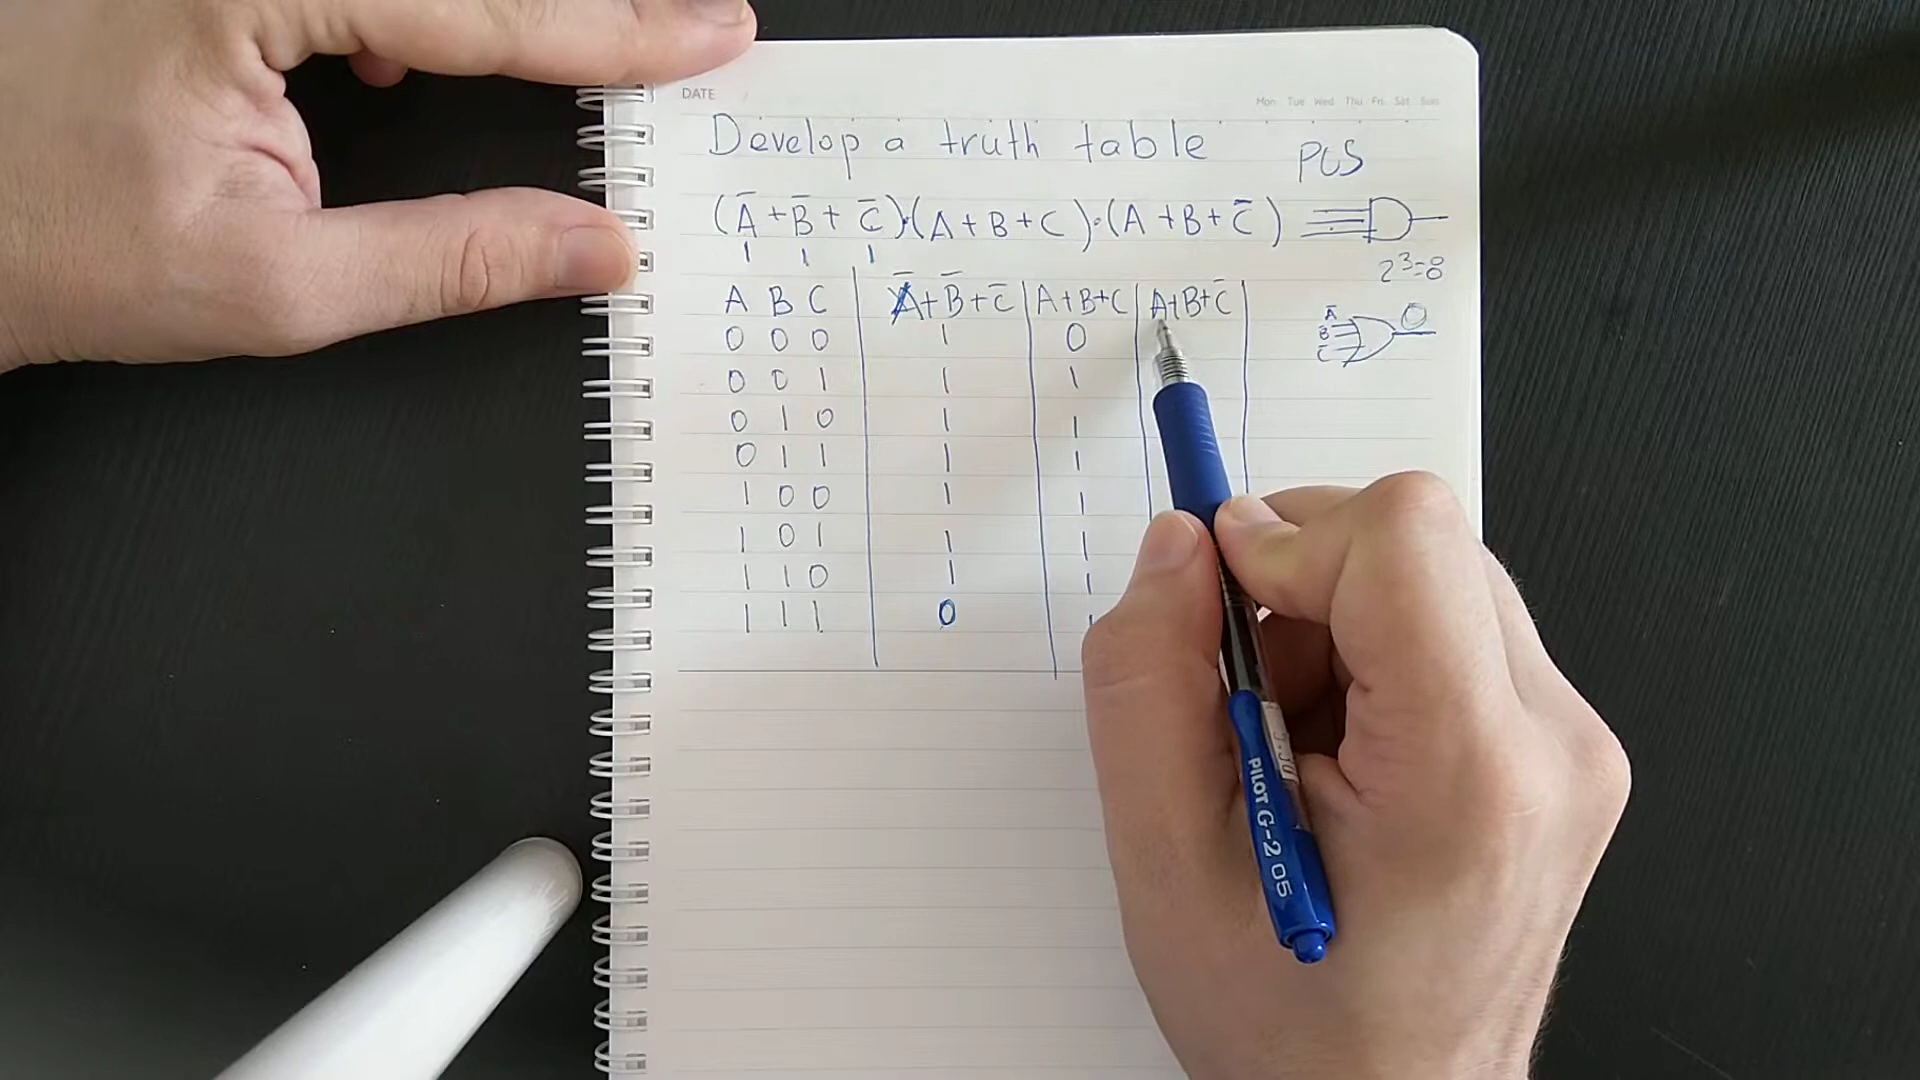 DATE
Mon Tue Wed Thu Fri Sat Sun
Develop a truth table POS
(A̅ + B̅ + C̅)·(A + B + C)·(A + B + C̅)
1 1 1
2³=8
A B C A̅+B̅+C̅ A+B+C A+B+C̅
A̅ 0
B̅
C̅
0 0 0 1 0
0 0 1 1 1
0 1 0 1 1
0 1 1 1 1
1 0 0 1 1
1 0 1 1 1
1 1 0 1 1
1 1 1 0 1
PILOT G-2 05